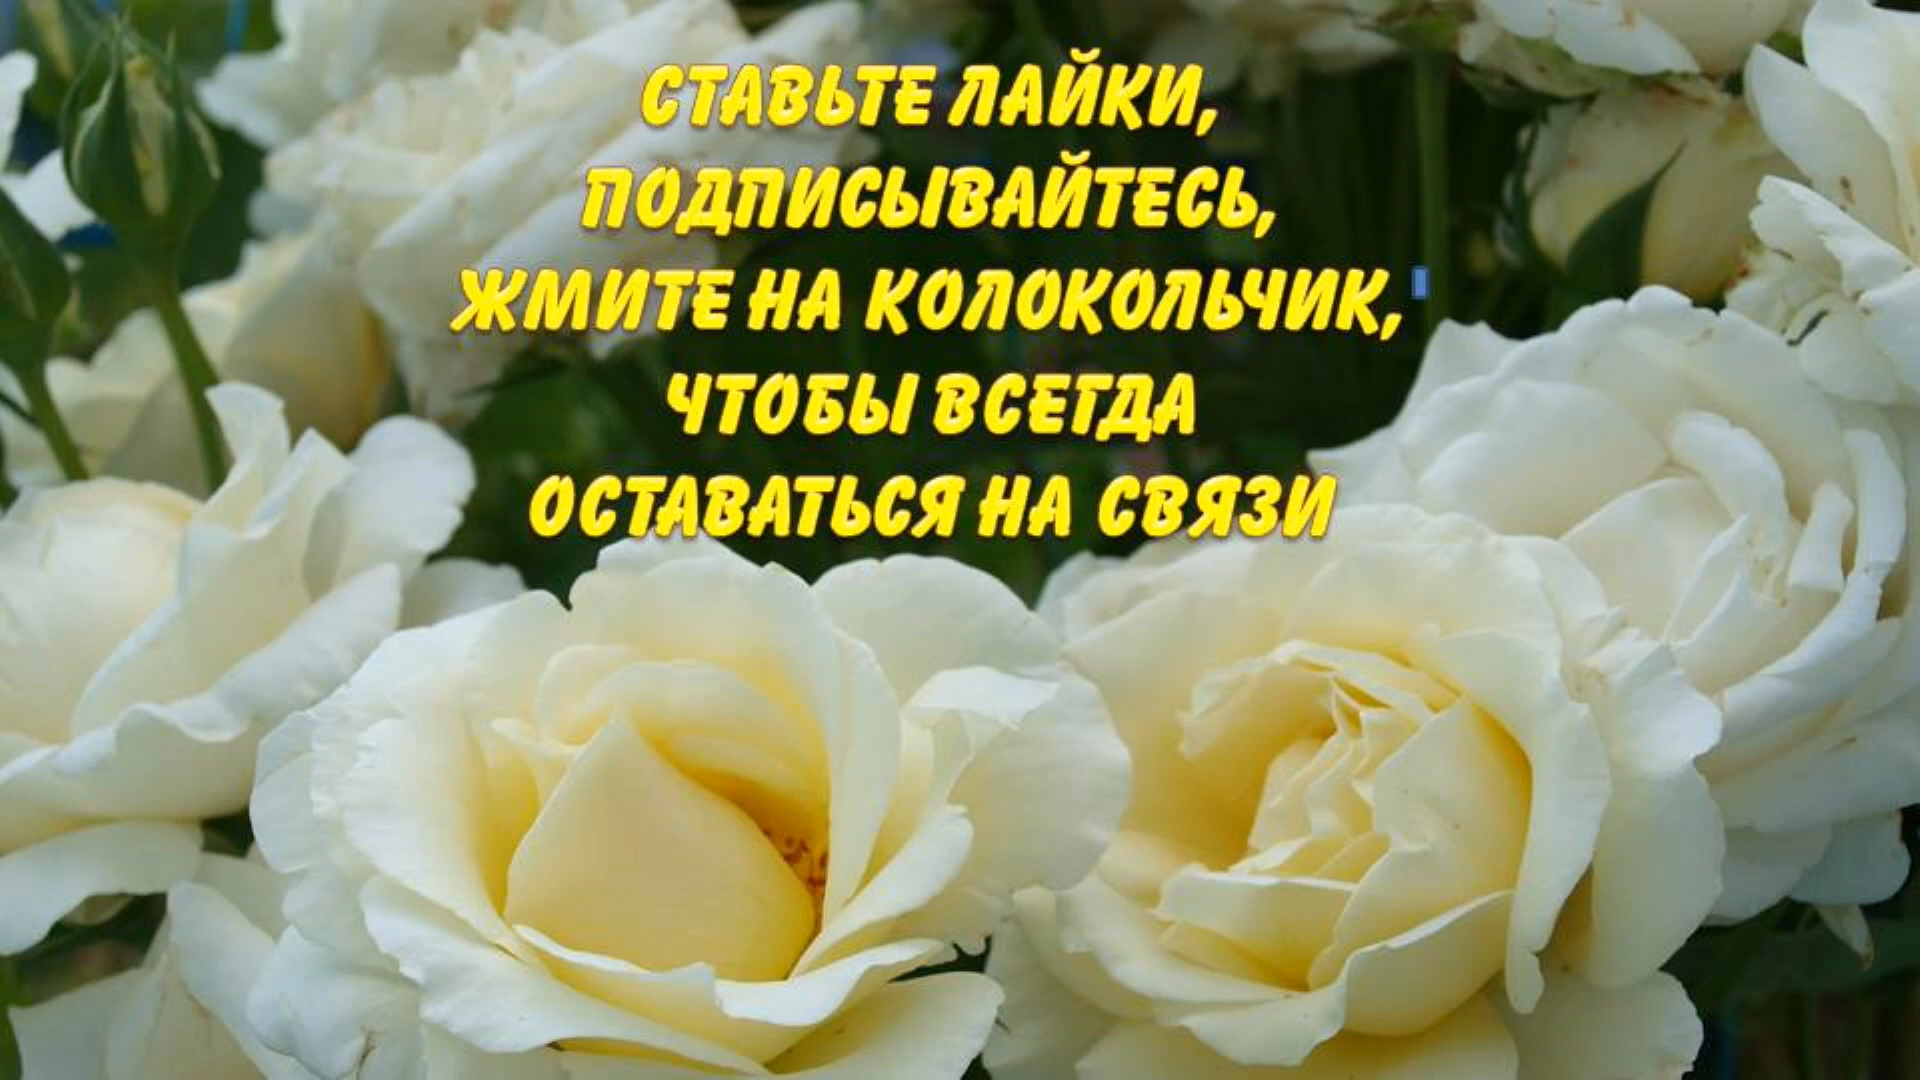 СТАВЬТЕ ЛАЙКИ,
ПОДПИСЫВАЙТЕСЬ,
ЖМИТЕ НА КОЛОКОЛЬЧИК,
ЧТОБЫ ВСЕГДА
ОСТАВАТЬСЯ НА СВЯЗИ